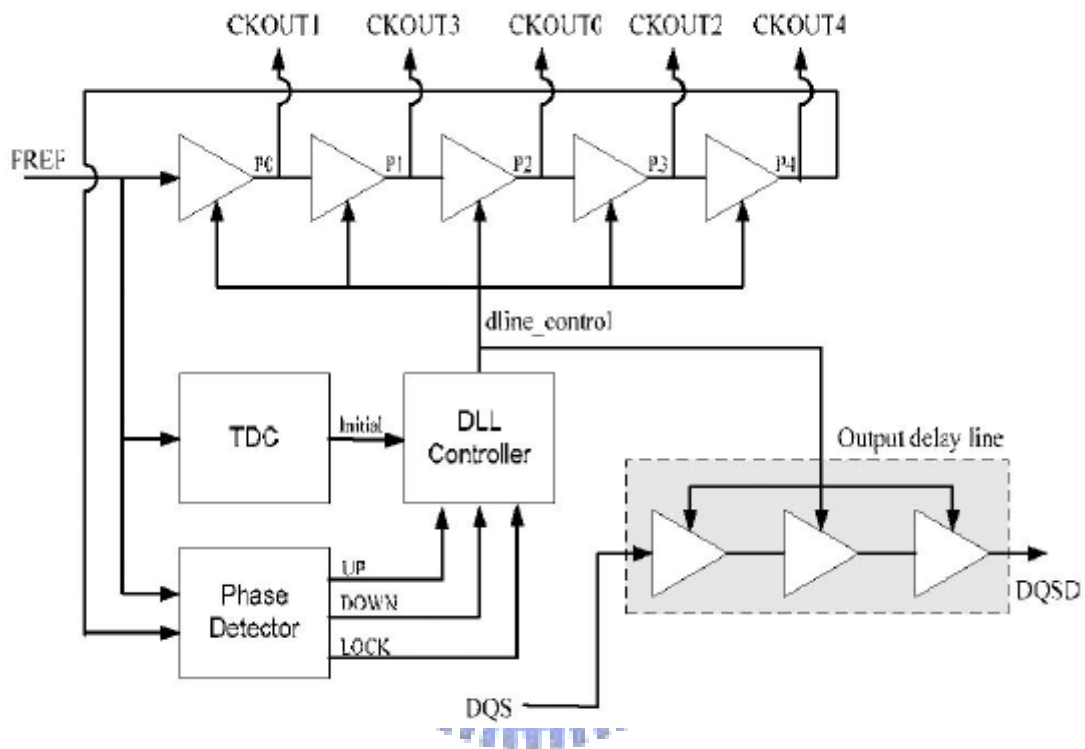 CKOUT1 CKOUT3 CKOUT0 CKOUT2 CKOUT4
FREF
P0 P1 P2 P3 P4
dline_control
TDC
Initial
DLL
Controller
Output delay line
Phase
Detector
UP
DOWN
LOCK
DQSD
DQS